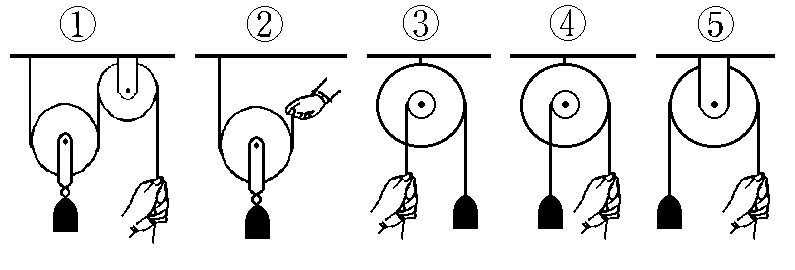 ① ② ③ ④ ⑤